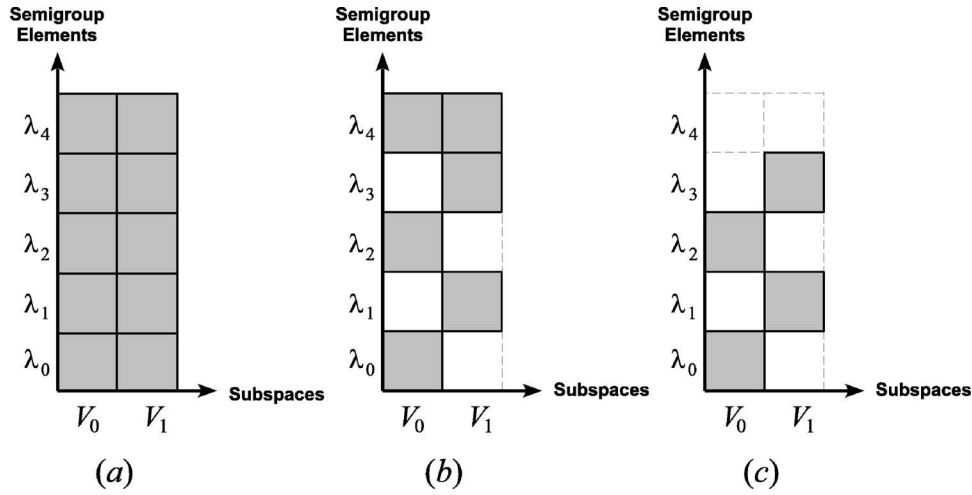 Semigroup
Elements
λ4
λ3
λ2
λ1
λ0
V0 V1
Subspaces
(a)
Semigroup
Elements
λ4
λ3
λ2
λ1
λ0
V0 V1
Subspaces
(b)
Semigroup
Elements
λ4
λ3
λ2
λ1
λ0
V0 V1
Subspaces
(c)